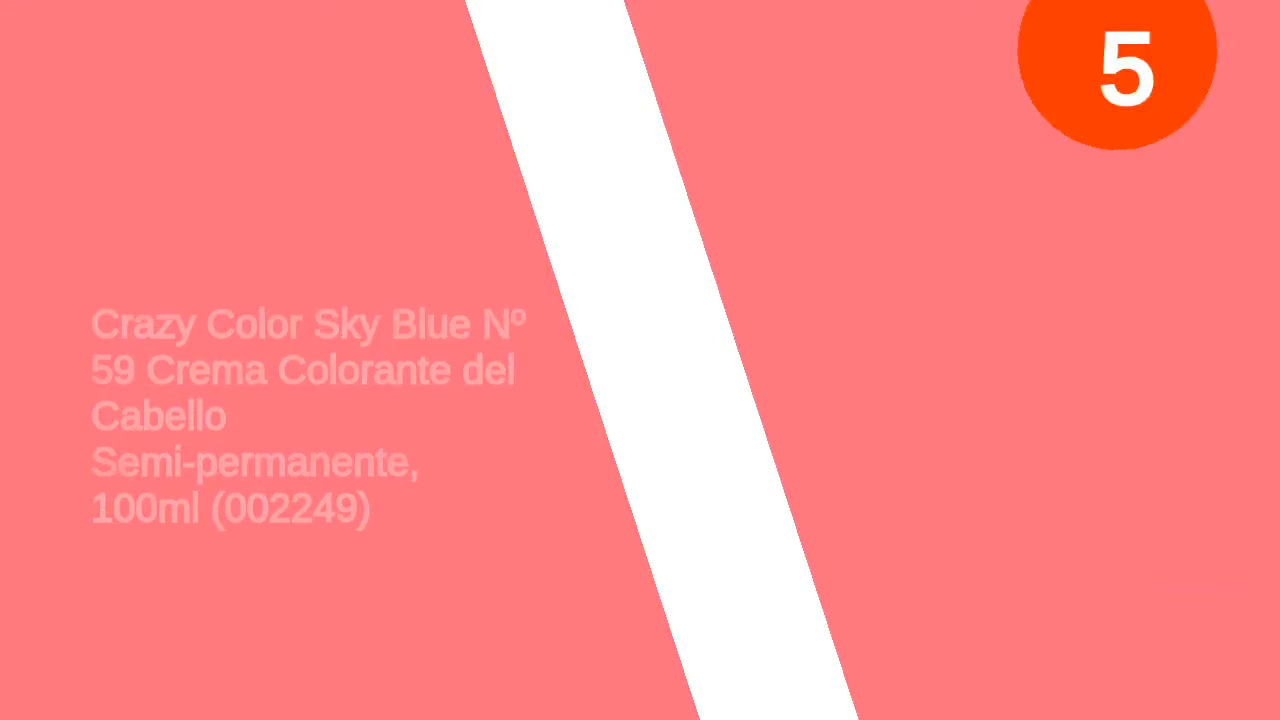 5
Crazy Color Sky Blue Nº
59 Crema Colorante del
Cabello
Semi-permanente,
100ml (002249)